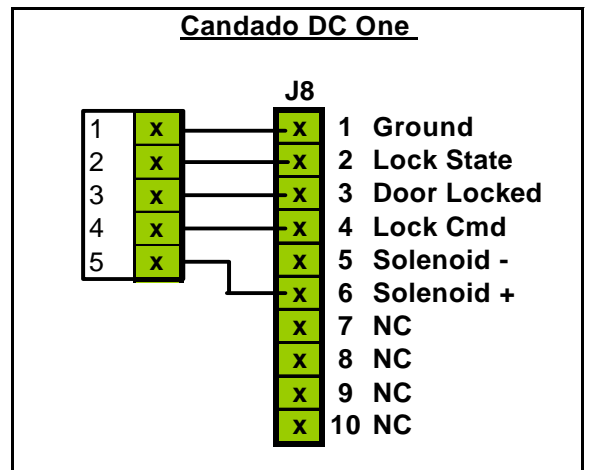 Candado DC One
J8
1 x x 1 Ground
2 x x 2 Lock State
3 x x 3 Door Locked
4 x x 4 Lock Cmd
5 x x 5 Solenoid -
x 6 Solenoid +
x 7 NC
x 8 NC
x 9 NC
x 10 NC